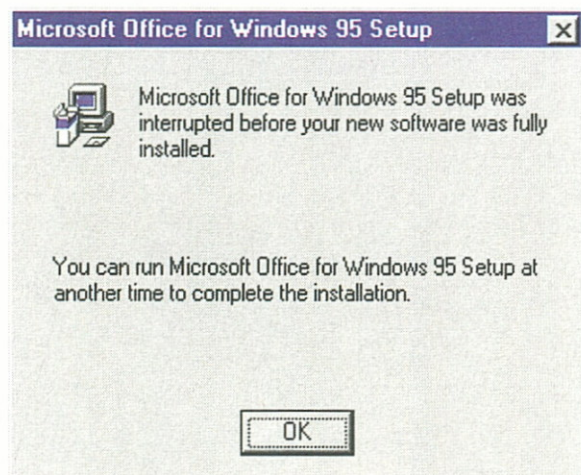 Microsoft Office for Windows 95 Setup
Microsoft Office for Windows 95 Setup was
interrupted before your new software was fully
installed.
You can run Microsoft Office for Windows 95 Setup at
another time to complete the installation.
OK